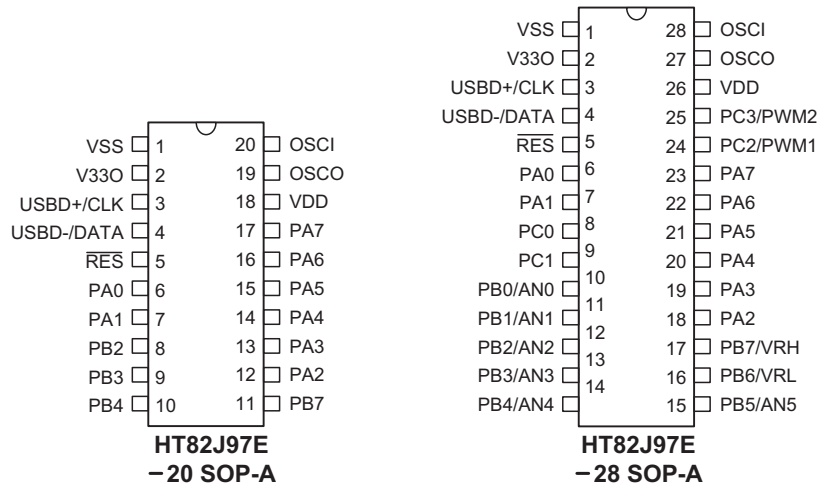 VSS 1 20 OSCI
V33O 2 19 OSCO
USBD+/CLK 3 18 VDD
USBD-/DATA 4 17 PA7
RES 5 16 PA6
PA0 6 15 PA5
PA1 7 14 PA4
PB2 8 13 PA3
PB3 9 12 PA2
PB4 10 11 PB7
HT82J97E
–20 SOP-A
VSS 1 28 OSCI
V33O 2 27 OSCO
USBD+/CLK 3 26 VDD
USBD-/DATA 4 25 PC3/PWM2
RES 5 24 PC2/PWM1
PA0 6 23 PA7
PA1 7 22 PA6
PC0 8 21 PA5
PC1 9 20 PA4
PB0/AN0 10 19 PA3
PB1/AN1 11 18 PA2
PB2/AN2 12 17 PB7/VRH
PB3/AN3 13 16 PB6/VRL
PB4/AN4 14 15 PB5/AN5
HT82J97E
–28 SOP-A